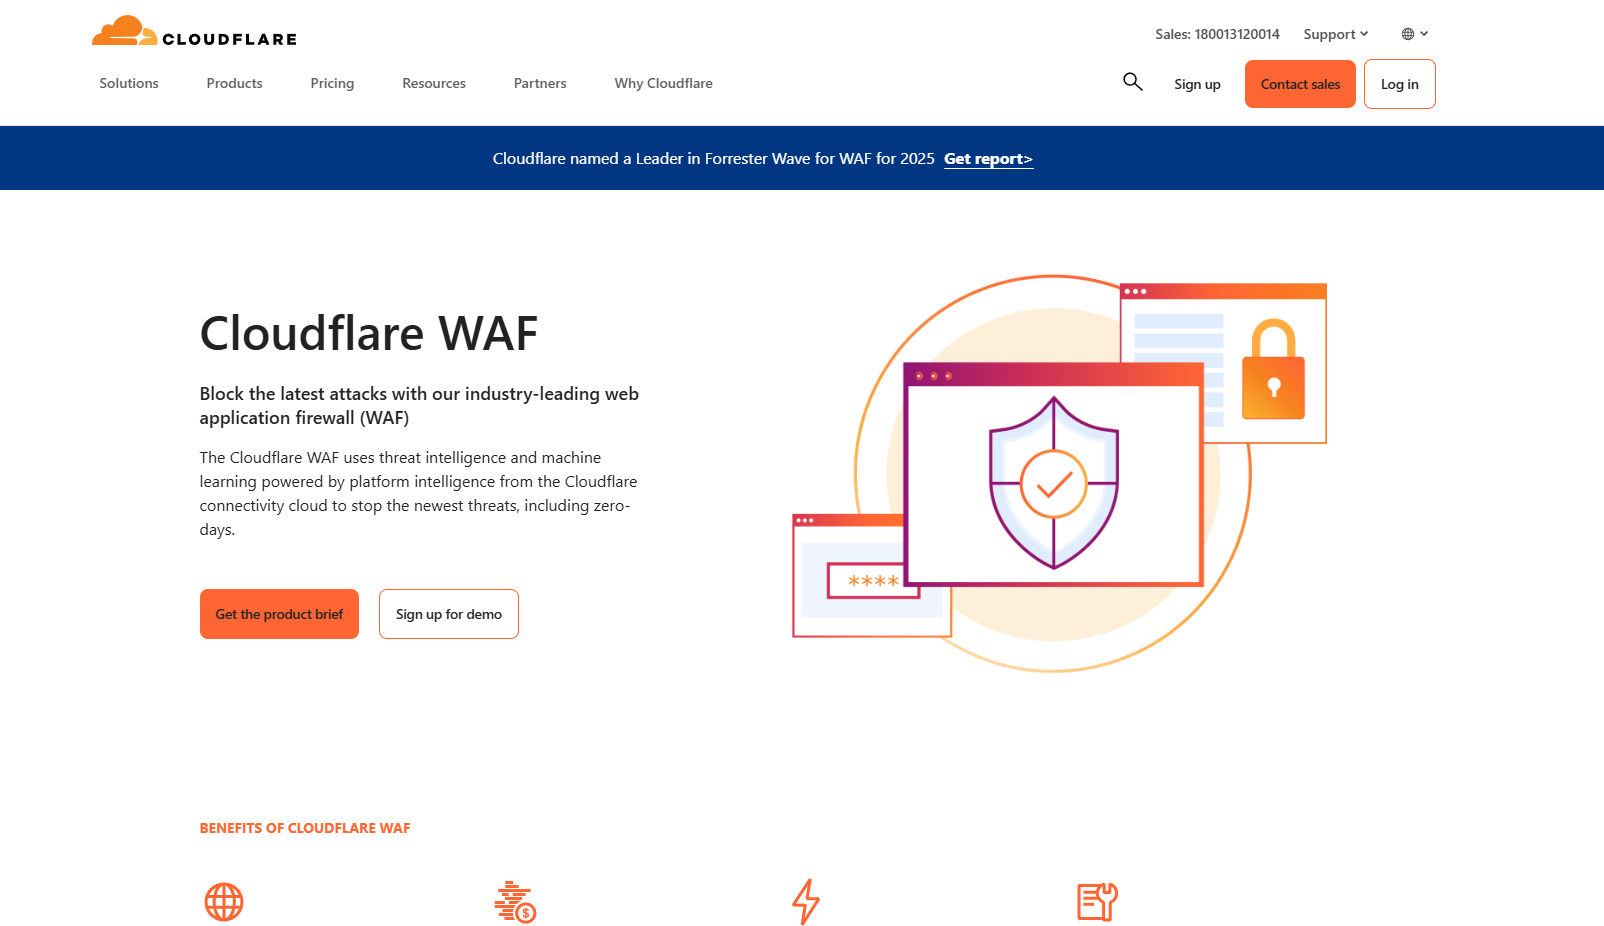 CLOUDFLARE
Sales: 180013120014
Support
Solutions
Products
Pricing
Resources
Partners
Why Cloudflare
Sign up
Contact sales
Log in
Cloudflare named a Leader in Forrester Wave for WAF for 2025 Get report>
Cloudflare WAF
Block the latest attacks with our industry-leading web
application firewall (WAF)
The Cloudflare WAF uses threat intelligence and machine
learning powered by platform intelligence from the Cloudflare
connectivity cloud to stop the newest threats, including zero-
days.
Get the product brief
Sign up for demo
****
BENEFITS OF CLOUDFLARE WAF
$